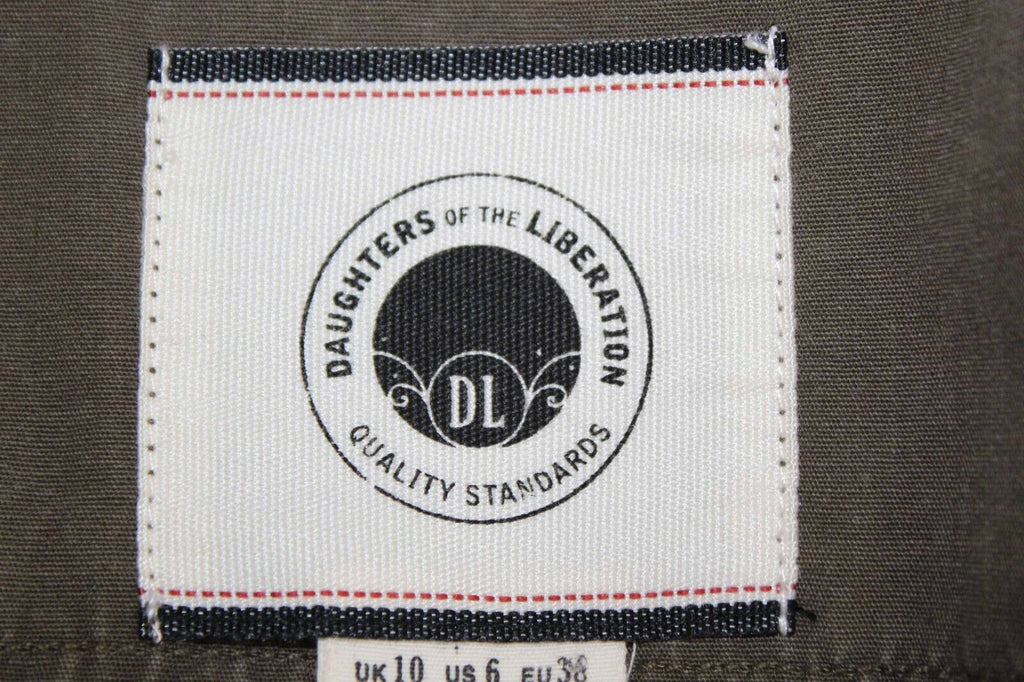 DAUGHTERS OF THE LIBERATION
DL
QUALITY STANDARDS
UK 10 US 6 EU 38